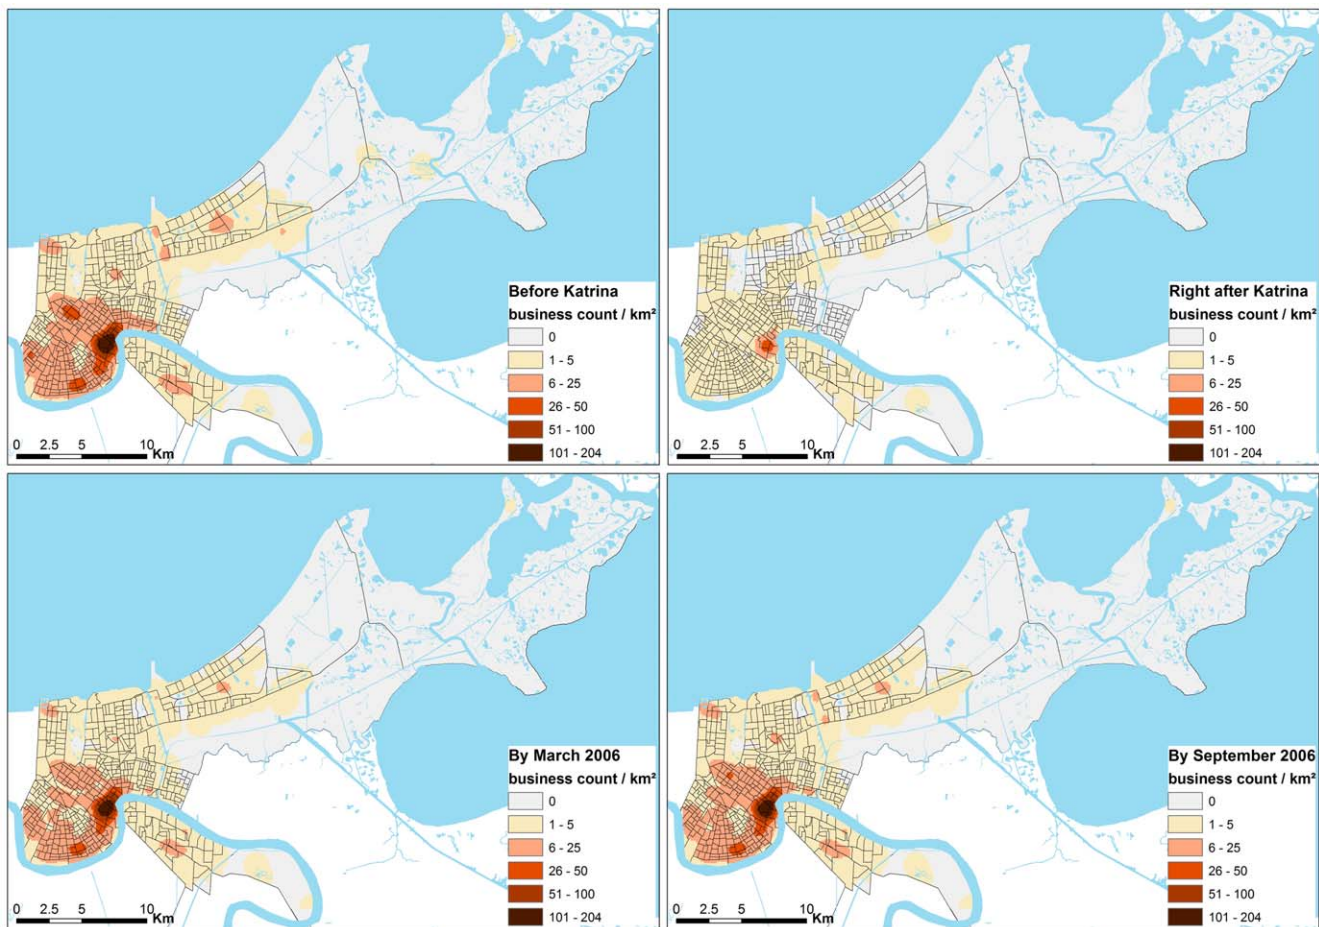 Before Katrina
business count / km²
0
1 - 5
6 - 25
26 - 50
51 - 100
101 - 204
0 2.5 5 10
Km
Right after Katrina
business count / km²
0
1 - 5
6 - 25
26 - 50
51 - 100
101 - 204
0 2.5 5 10
Km
By March 2006
business count / km²
0
1 - 5
6 - 25
26 - 50
51 - 100
101 - 204
0 2.5 5 10
Km
By September 2006
business count / km²
0
1 - 5
6 - 25
26 - 50
51 - 100
101 - 204
0 2.5 5 10
Km